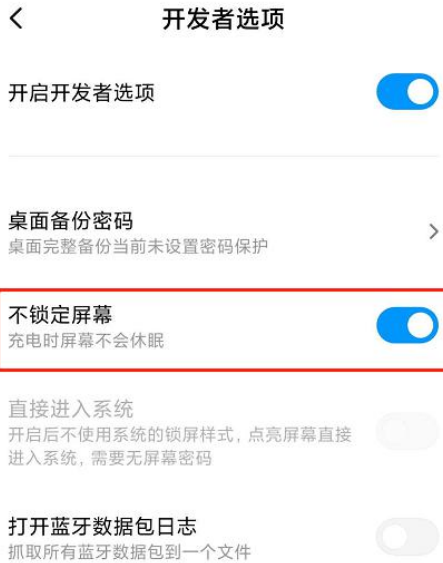 开发者选项
开启开发者选项
桌面备份密码
桌面完整备份当前未设置密码保护
不锁定屏幕
充电时屏幕不会休眠
直接进入系统
开启后不使用系统的锁屏样式，点亮屏幕直接
进入系统，需要无屏幕密码
打开蓝牙数据包日志
抓取所有蓝牙数据包到一个文件